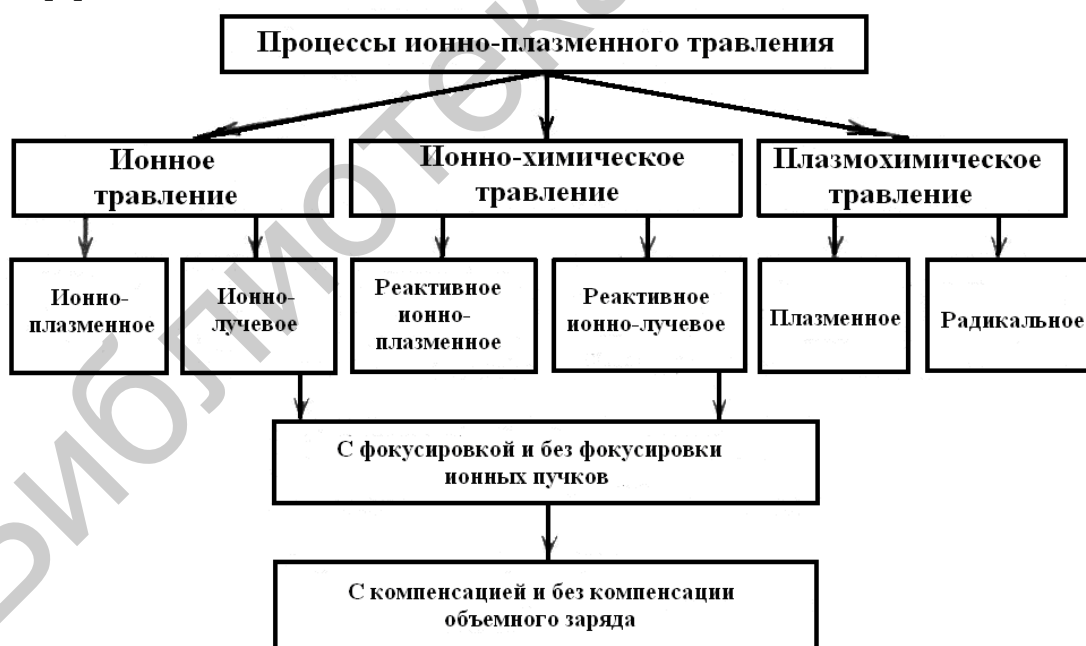 Процессы ионно-плазменного травления
Ионное
травление
Ионно-химическое
травление
Плазмохимическое
травление
Ионно-
плазменное
Ионно-
лучевое
Реактивное
ионно-
плазменное
Реактивное
ионно-лучевое
Плазменное
Радикальное
С фокусировкой и без фокусировки
ионных пучков
С компенсацией и без компенсации
объемного заряда
Библиотека